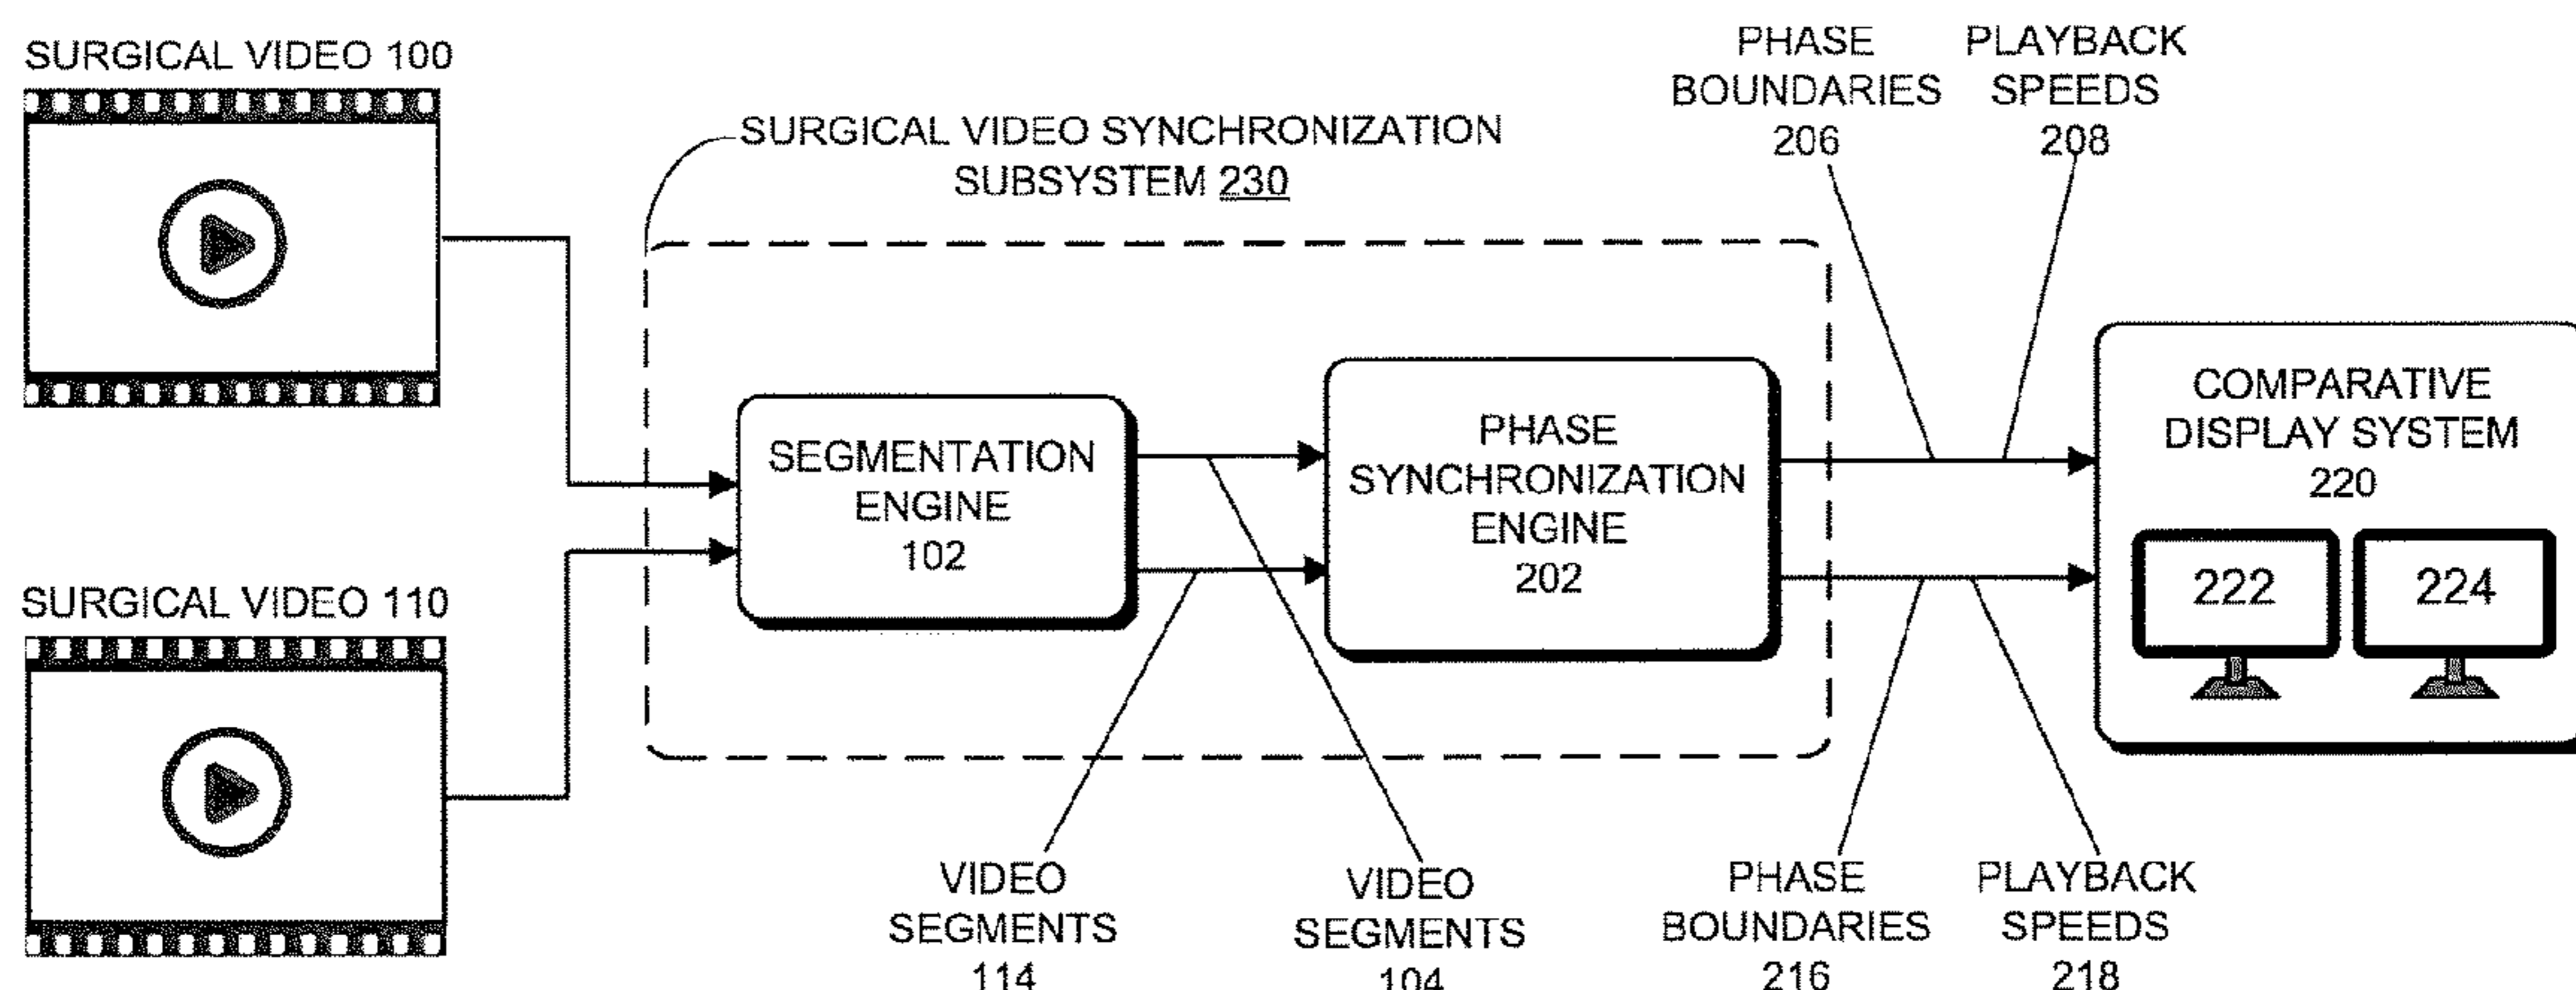 SURGICAL VIDEO 100
SURGICAL VIDEO SYNCHRONIZATION
SUBSYSTEM 230
PHASE
BOUNDARIES
206
PLAYBACK
SPEEDS
208
SEGMENTATION
ENGINE
102
PHASE
SYNCHRONIZATION
ENGINE
202
COMPARATIVE
DISPLAY SYSTEM
220
222
224
SURGICAL VIDEO 110
VIDEO
SEGMENTS
114
VIDEO
SEGMENTS
104
PHASE
BOUNDARIES
216
PLAYBACK
SPEEDS
218